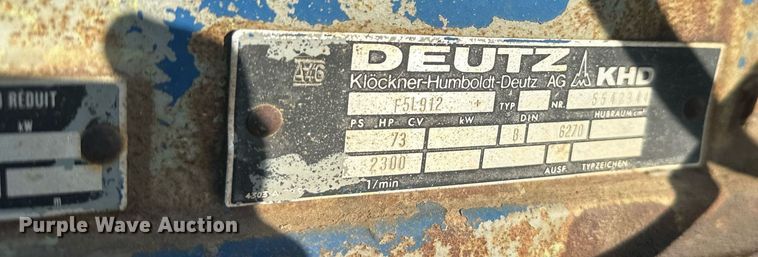 DEUTZ
Klöckner-Humboldt-Deutz AG KHD
F5L912 + TYP NR.
PS HP CV kW DIN HUBRAUM cm³
73 8 6270
2300
1/min AUSF. TYPZEICHEN
RÉDUIT
kW
m
Purple Wave Auction